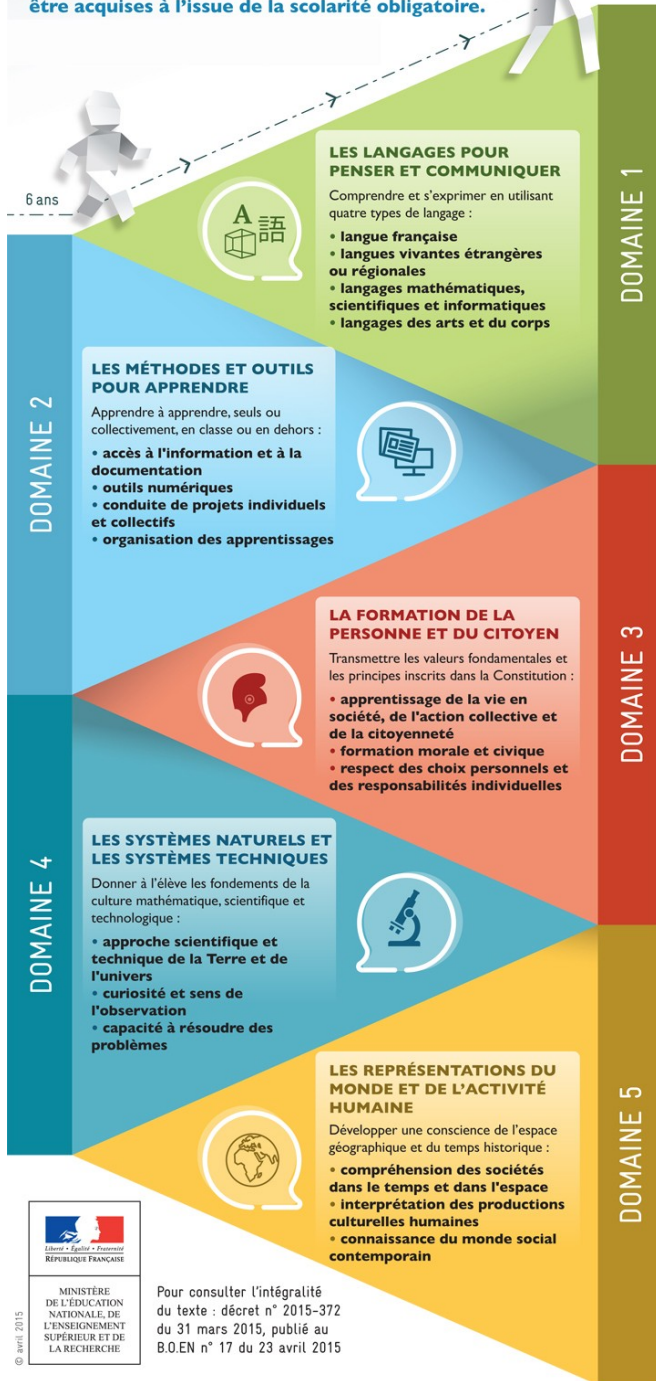 être acquises à l'issue de la scolarité obligatoire.
6 ans
DOMAINE 1
LES LANGAGES POUR
PENSER ET COMMUNIQUER
Comprendre et s'exprimer en utilisant
quatre types de langage :
• langue française
• langues vivantes étrangères
ou régionales
• langages mathématiques,
scientifiques et informatiques
• langages des arts et du corps
A 語
DOMAINE 2
LES MÉTHODES ET OUTILS
POUR APPRENDRE
Apprendre à apprendre, seuls ou
collectivement, en classe ou en dehors :
• accès à l'information et à la
documentation
• outils numériques
• conduite de projets individuels
et collectifs
• organisation des apprentissages
DOMAINE 3
LA FORMATION DE LA
PERSONNE ET DU CITOYEN
Transmettre les valeurs fondamentales et
les principes inscrits dans la Constitution :
• apprentissage de la vie en
société, de l'action collective et
de la citoyenneté
• formation morale et civique
• respect des choix personnels et
des responsabilités individuelles
DOMAINE 4
LES SYSTÈMES NATURELS ET
LES SYSTÈMES TECHNIQUES
Donner à l'élève les fondements de la
culture mathématique, scientifique et
technologique :
• approche scientifique et
technique de la Terre et de
l'univers
• curiosité et sens de
l'observation
• capacité à résoudre des
problèmes
DOMAINE 5
LES REPRÉSENTATIONS DU
MONDE ET DE L'ACTIVITÉ
HUMAINE
Développer une conscience de l'espace
géographique et du temps historique :
• compréhension des sociétés
dans le temps et dans l'espace
• interprétation des productions
culturelles humaines
• connaissance du monde social
contemporain
Liberté • Égalité • Fraternité
RÉPUBLIQUE FRANÇAISE
MINISTÈRE
DE L'ÉDUCATION
NATIONALE, DE
L'ENSEIGNEMENT
SUPÉRIEUR ET DE
LA RECHERCHE
© avril 2015
Pour consulter l'intégralité
du texte : décret n° 2015-372
du 31 mars 2015, publié au
B.O.EN n° 17 du 23 avril 2015